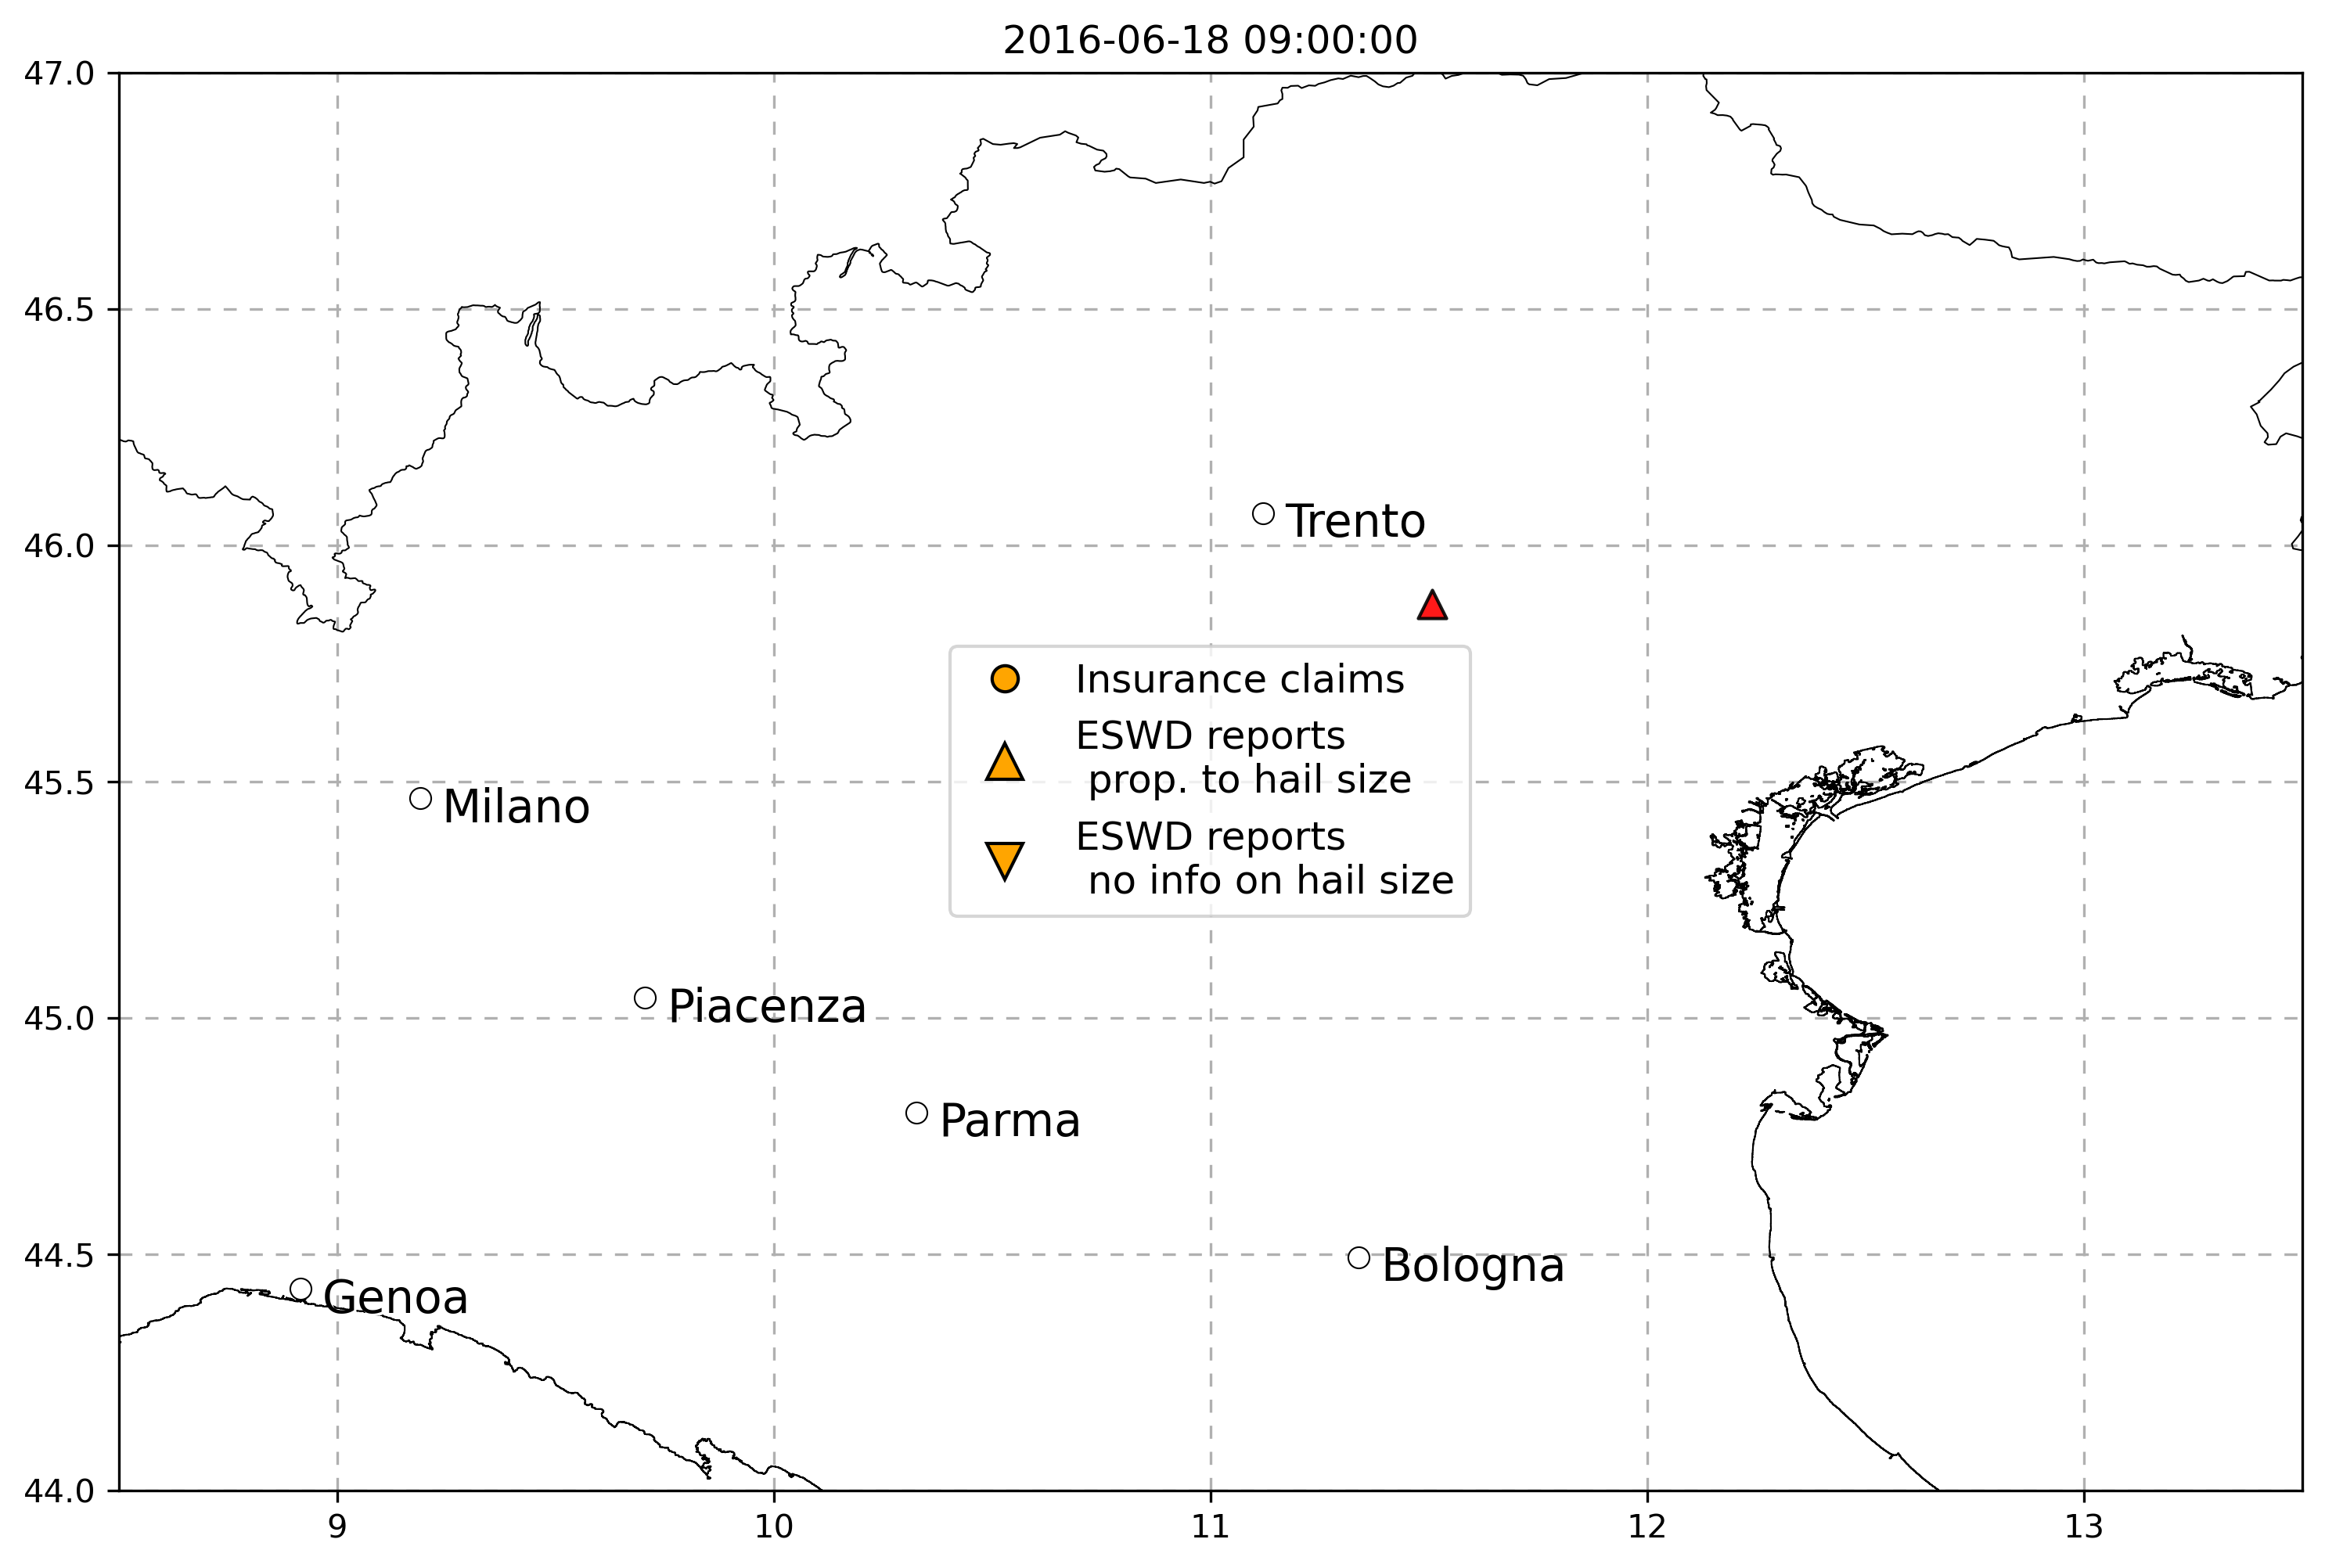 2016-06-18 09:00:00
47.0
46.5
46.0
45.5
45.0
44.5
44.0
Trento
Insurance claims
ESWD reports
prop. to hail size
ESWD reports
no info on hail size
Milano
Piacenza
Parma
Bologna
Genoa
9 10 11 12 13